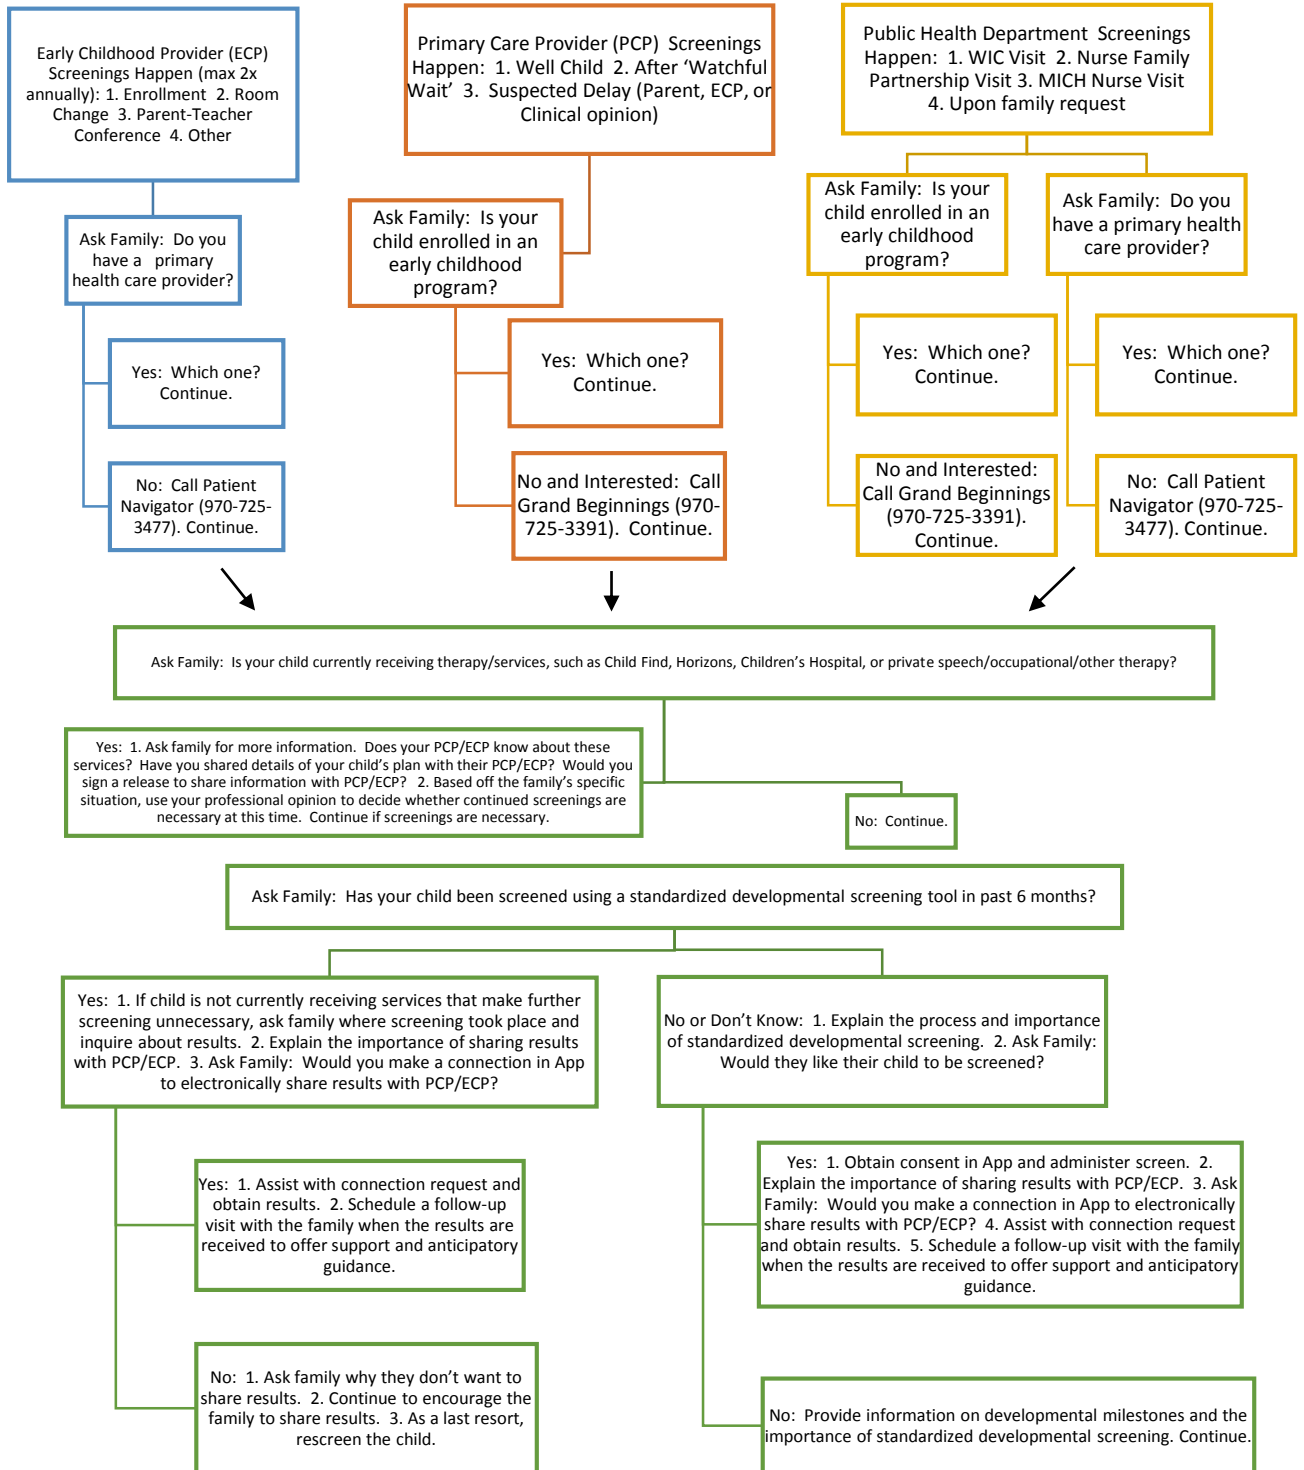 Early Childhood Provider (ECP)
Screenings Happen (max 2x
annually): 1. Enrollment 2. Room
Change 3. Parent-Teacher
Conference 4. Other
Ask Family: Do you
have a primary
health care provider?
Yes: Which one?
Continue.
No: Call Patient
Navigator (970-725-
3477). Continue.
Primary Care Provider (PCP) Screenings
Happen: 1. Well Child 2. After ‘Watchful
Wait’ 3. Suspected Delay (Parent, ECP, or
Clinical opinion)
Ask Family: Is your
child enrolled in an
early childhood
program?
Yes: Which one?
Continue.
No and Interested: Call
Grand Beginnings (970-
725-3391). Continue.
Public Health Department Screenings
Happen: 1. WIC Visit 2. Nurse Family
Partnership Visit 3. MICH Nurse Visit
4. Upon family request
Ask Family: Is your
child enrolled in an
early childhood
program?
Yes: Which one?
Continue.
No and Interested:
Call Grand Beginnings
(970-725-3391).
Continue.
Ask Family: Do you
have a primary health
care provider?
Yes: Which one?
Continue.
No: Call Patient
Navigator (970-725-
3477). Continue.
Ask Family: Is your child currently receiving therapy/services, such as Child Find, Horizons, Children’s Hospital, or private speech/occupational/other therapy?
Yes: 1. Ask family for more information. Does your PCP/ECP know about these
services? Have you shared details of your child’s plan with their PCP/ECP? Would you
sign a release to share information with PCP/ECP? 2. Based off the family’s specific
situation, use your professional opinion to decide whether continued screenings are
necessary at this time. Continue if screenings are necessary.
No: Continue.
Ask Family: Has your child been screened using a standardized developmental screening tool in past 6 months?
Yes: 1. If child is not currently receiving services that make further
screening unnecessary, ask family where screening took place and
inquire about results. 2. Explain the importance of sharing results
with PCP/ECP. 3. Ask Family: Would you make a connection in App
to electronically share results with PCP/ECP?
Yes: 1. Assist with connection request and
obtain results. 2. Schedule a follow-up
visit with the family when the results are
received to offer support and anticipatory
guidance.
No: 1. Ask family why they don’t want to
share results. 2. Continue to encourage the
family to share results. 3. As a last resort,
rescreen the child.
No or Don’t Know: 1. Explain the process and importance
of standardized developmental screening. 2. Ask Family:
Would they like their child to be screened?
Yes: 1. Obtain consent in App and administer screen. 2.
Explain the importance of sharing results with PCP/ECP. 3. Ask
Family: Would you make a connection in App to electronically
share results with PCP/ECP? 4. Assist with connection request
and obtain results. 5. Schedule a follow-up visit with the family
when the results are received to offer support and anticipatory
guidance.
No: Provide information on developmental milestones and the
importance of standardized developmental screening. Continue.